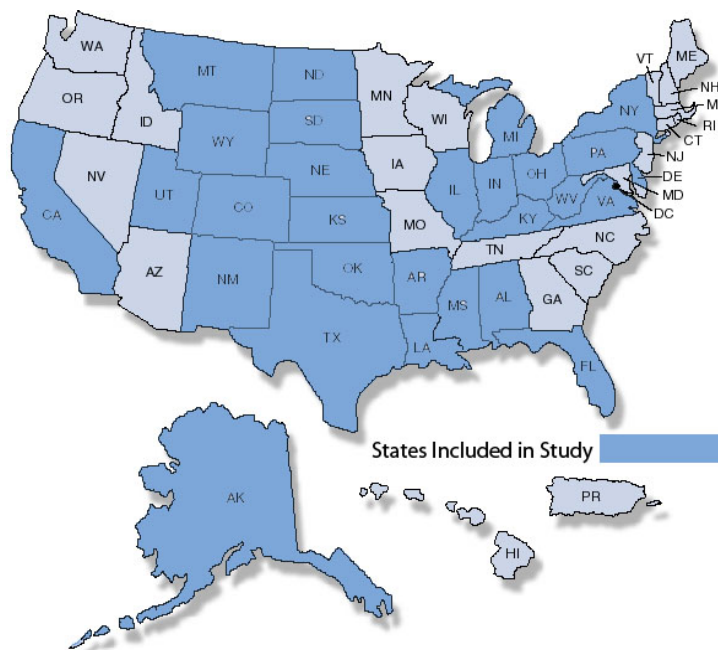 WA
MT
ND
MN
VT
ME
OR
ID
WY
SD
WI
MI
NY
NH
M
RI
CT
NV
UT
NE
IA
IL
IN
OH
PA
NJ
DE
MD
DC
CA
CO
KS
MO
KY
WV
VA
AZ
NM
OK
AR
TN
NC
SC
TX
LA
MS
AL
GA
FL
States Included in Study
AK
PR
HI